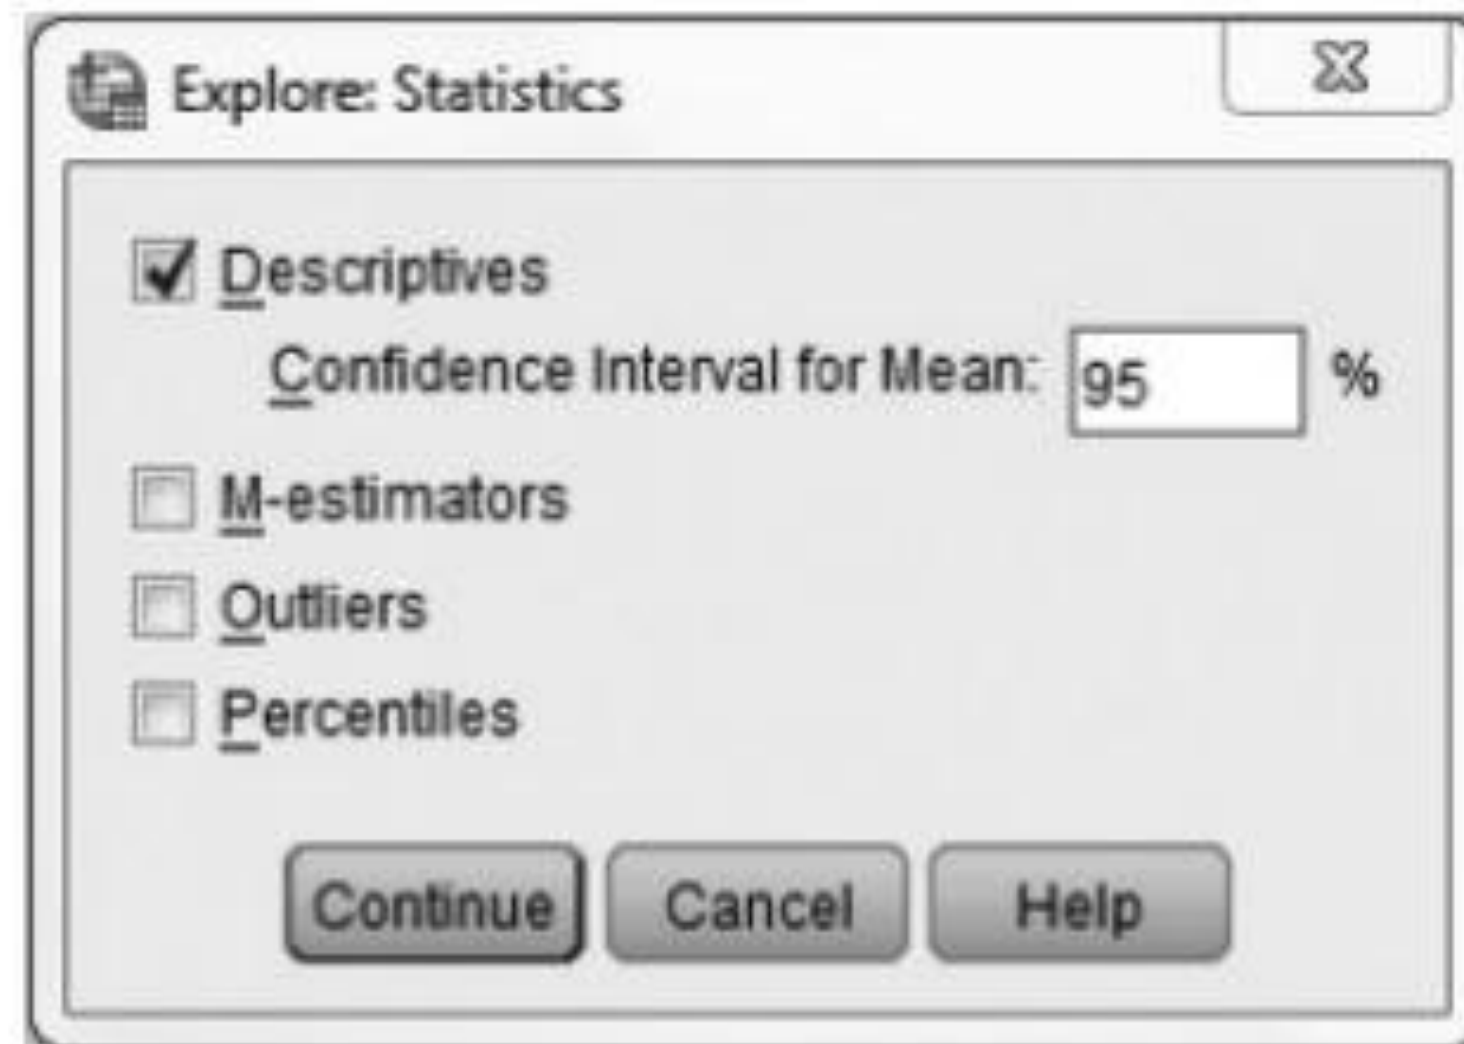 Explore: Statistics
Descriptives
Confidence Interval for Mean: 95 %
M-estimators
Outliers
Percentiles
Continue Cancel Help